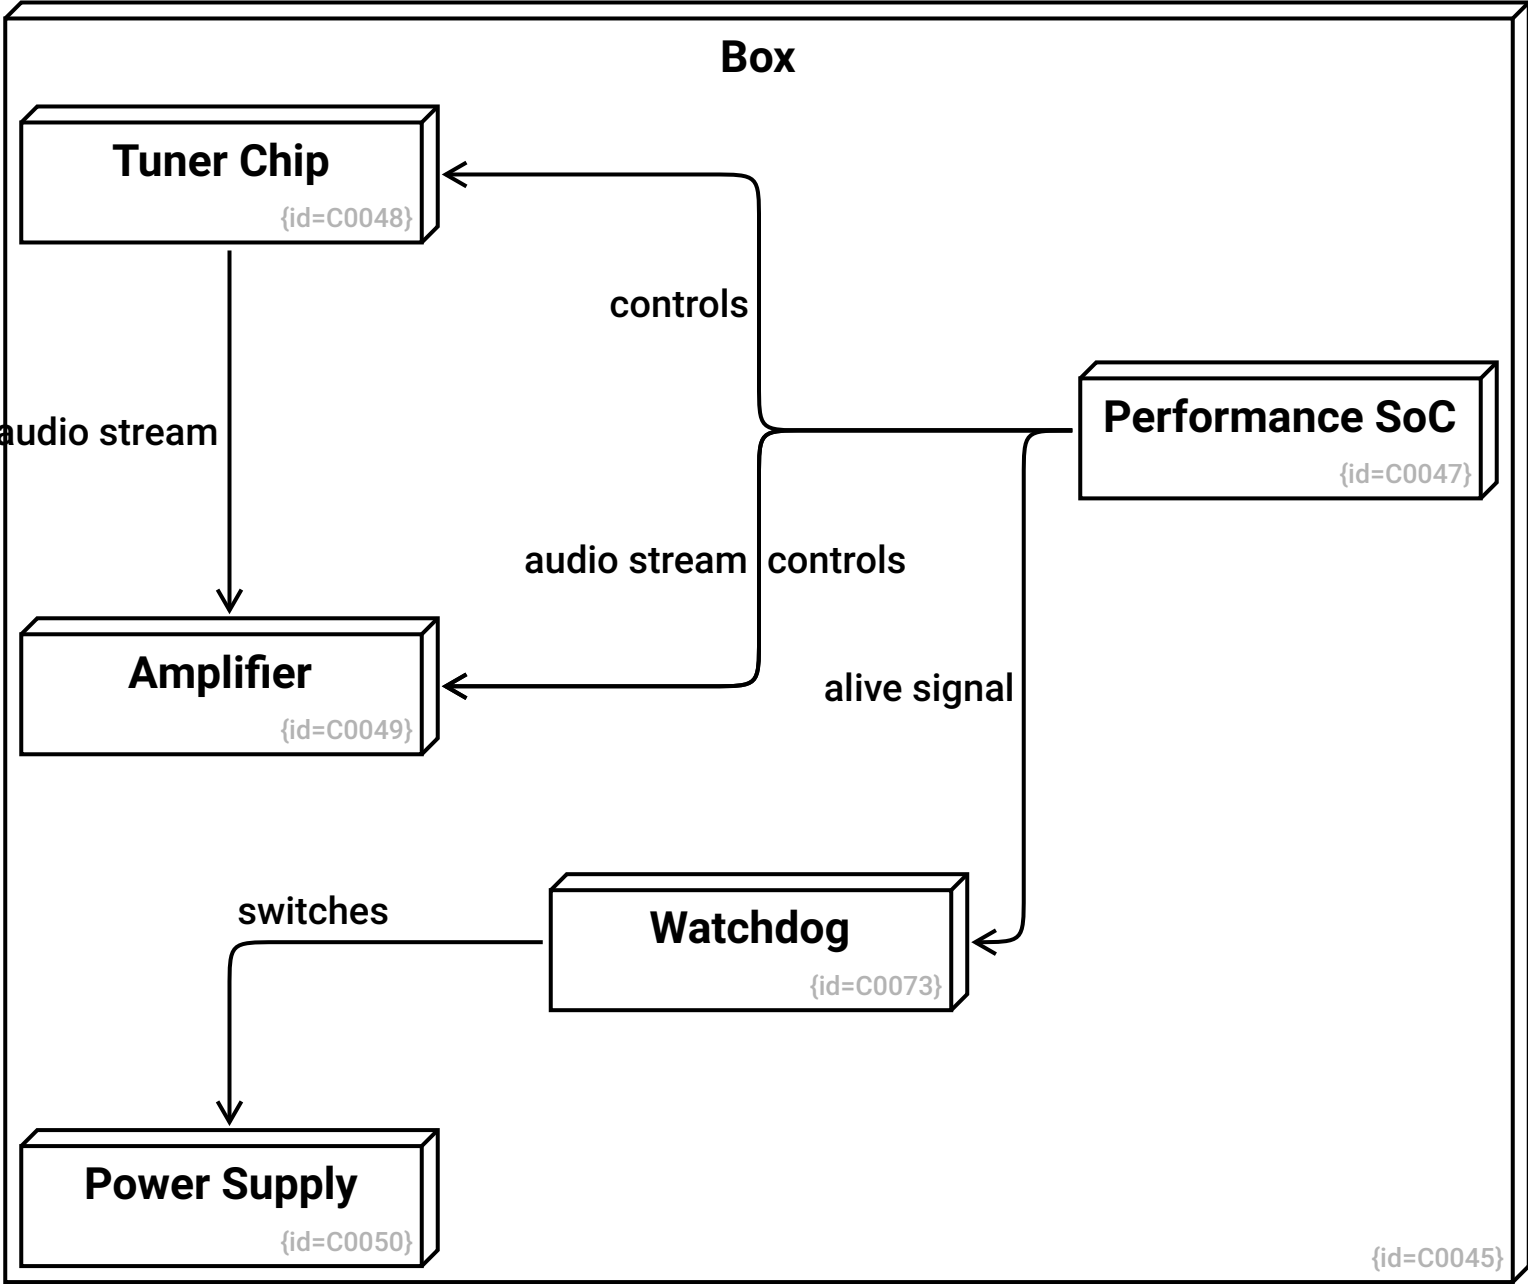 Box
Tuner Chip
{id=C0048}
controls
Performance SoC
{id=C0047}
audio stream
audio stream
controls
Amplifier
{id=C0049}
alive signal
switches
Watchdog
{id=C0073}
Power Supply
{id=C0050}
{id=C0045}